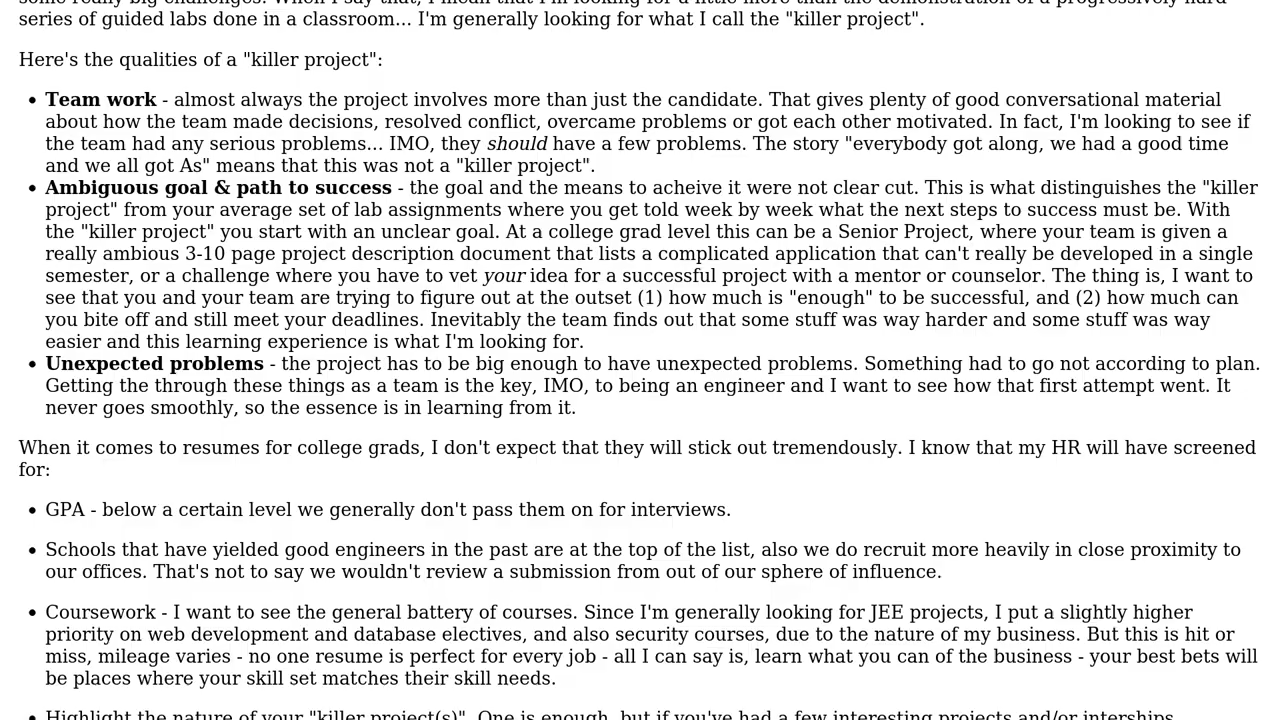 series of guided labs done in a classroom... I'm generally looking for what I call the "killer project".
Here's the qualities of a "killer project":
Team work - almost always the project involves more than just the candidate. That gives plenty of good conversational material
about how the team made decisions, resolved conflict, overcame problems or got each other motivated. In fact, I'm looking to see if
the team had any serious problems... IMO, they should have a few problems. The story "everybody got along, we had a good time
and we all got As" means that this was not a "killer project".
Ambiguous goal & path to success - the goal and the means to acheive it were not clear cut. This is what distinguishes the "killer
project" from your average set of lab assignments where you get told week by week what the next steps to success must be. With
the "killer project" you start with an unclear goal. At a college grad level this can be a Senior Project, where your team is given a
really ambious 3-10 page project description document that lists a complicated application that can't really be developed in a single
semester, or a challenge where you have to vet your idea for a successful project with a mentor or counselor. The thing is, I want to
see that you and your team are trying to figure out at the outset (1) how much is "enough" to be successful, and (2) how much can
you bite off and still meet your deadlines. Inevitably the team finds out that some stuff was way harder and some stuff was way
easier and this learning experience is what I'm looking for.
Unexpected problems - the project has to be big enough to have unexpected problems. Something had to go not according to plan.
Getting the through these things as a team is the key, IMO, to being an engineer and I want to see how that first attempt went. It
never goes smoothly, so the essence is in learning from it.
When it comes to resumes for college grads, I don't expect that they will stick out tremendously. I know that my HR will have screened
for:
GPA - below a certain level we generally don't pass them on for interviews.
Schools that have yielded good engineers in the past are at the top of the list, also we do recruit more heavily in close proximity to
our offices. That's not to say we wouldn't review a submission from out of our sphere of influence.
Coursework - I want to see the general battery of courses. Since I'm generally looking for JEE projects, I put a slightly higher
priority on web development and database electives, and also security courses, due to the nature of my business. But this is hit or
miss, mileage varies - no one resume is perfect for every job - all I can say is, learn what you can of the business - your best bets will
be places where your skill set matches their skill needs.
Highlight the nature of your "killer project(s)". One is enough, but if you've had a few interesting projects and/or interships